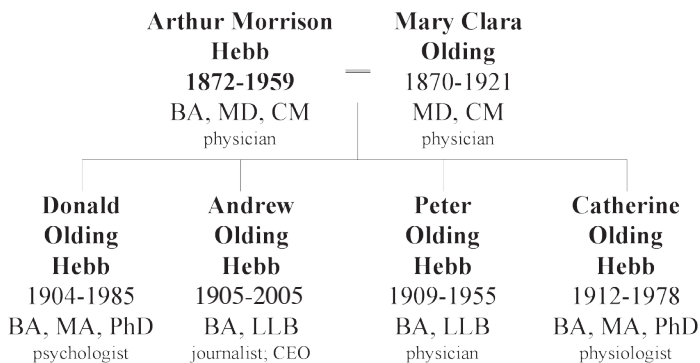 Arthur Morrison
Hebb
1872-1959
BA, MD, CM
physician
Mary Clara
Olding
1870-1921
MD, CM
physician
Donald
Olding
Hebb
1904-1985
BA, MA, PhD
psychologist
Andrew
Olding
Hebb
1905-2005
BA, LLB
journalist; CEO
Peter
Olding
Hebb
1909-1955
BA, LLB
physician
Catherine
Olding
Hebb
1912-1978
BA, MA, PhD
physiologist